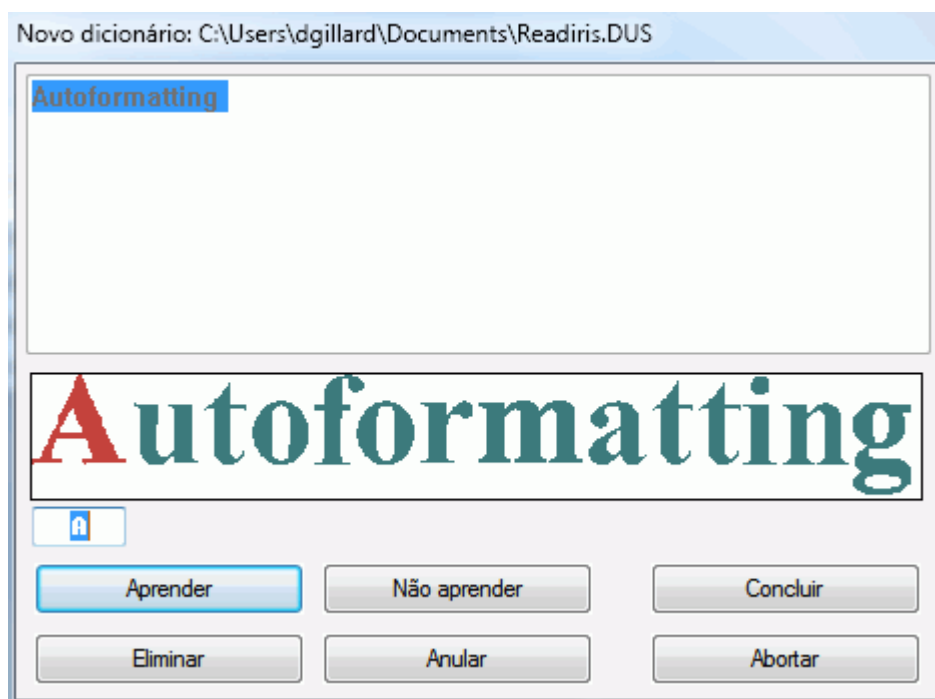 Novo dicionário: C:\Users\dgillard\Documents\Readiris.DUS
Autoformatting
Autoformatting
A
Aprender Não aprender Concluir
Eliminar Anular Abortar